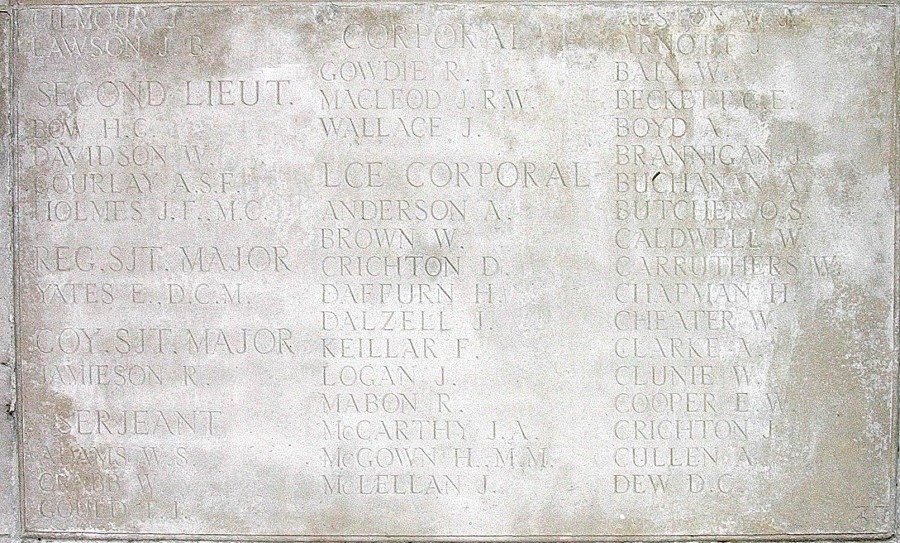 GILMOUR
LAWSON J. B.
SECOND LIEUT.
BOW H.C.
DAVIDSON W.
GOURLAY A.S.F.
HOLMES J.F., M.C.
REG. SJT. MAJOR
YATES E., D.C.M.
COY. SJT. MAJOR
JAMIESON R.
SERJEANT
ADAMS W.S.
CRABB W.
GOULD T.J.
CORPORAL
GOWDIE R.
MACLEOD J.R.W.
WALLACE J.
LCE CORPORAL
ANDERSON A.
BROWN W.
CRICHTON D.
DAFFURN H.
DALZELL J.
KEILLAR F.
LOGAN J.
MABON R.
McCARTHY J.A.
McGOWN H., M.M.
McLELLAN J.
W.
ARNOTT J.
BAIN W.
BECKETT C.E.
BOYD A.
BRANNIGAN J.
BUCHANAN A.
BUTCHER O.S.
CALDWELL W.
CARRUTHERS W.
CHAPMAN H.
CHEATER W.
CLARKE A.
CLUNIE W.
COOPER E.W.
CRICHTON J.
CULLEN A.
DEW D.C.
37